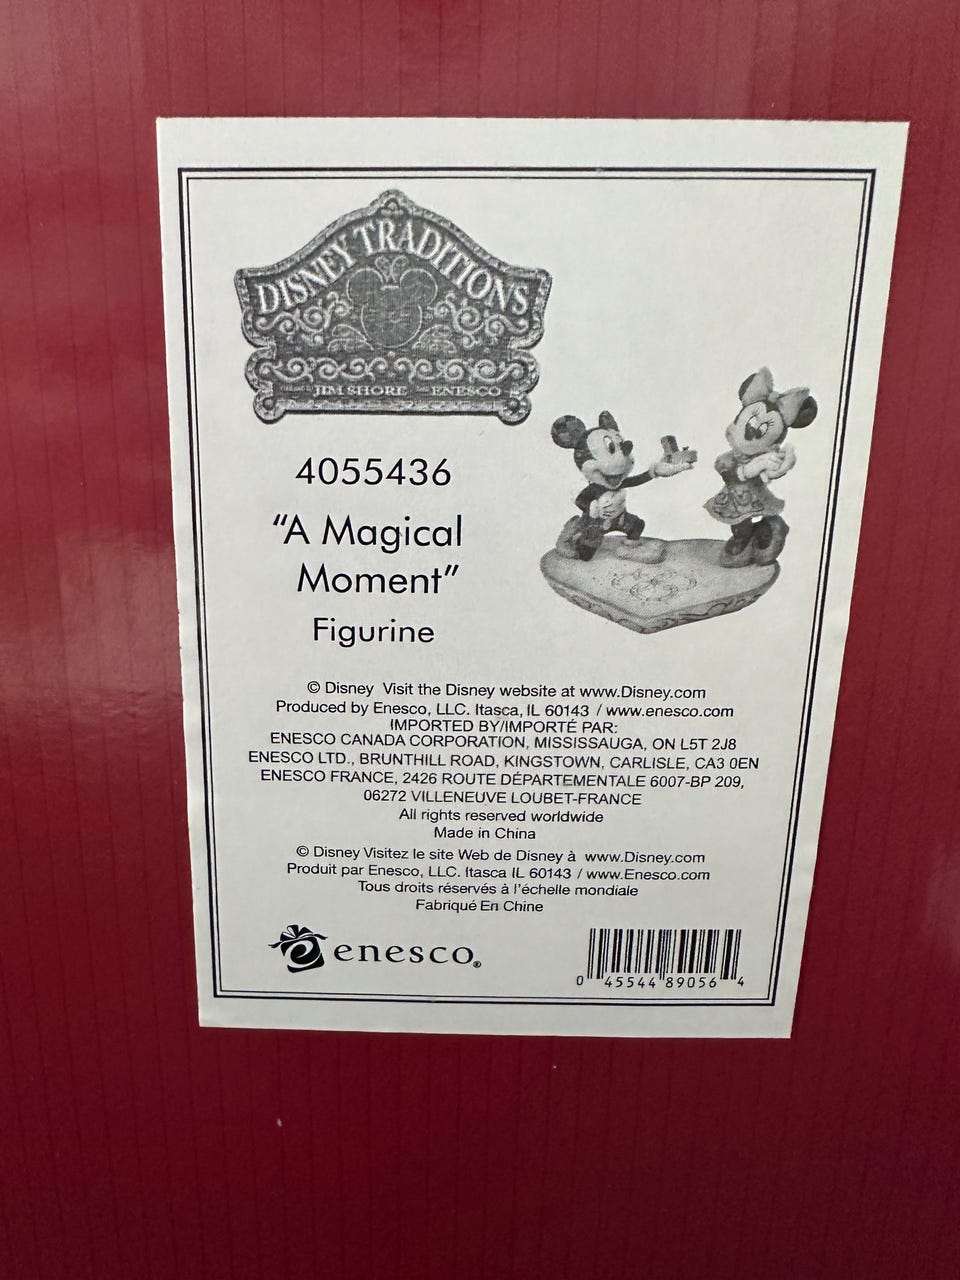 DISNEY TRADITIONS
JIM SHORE ENESCO
4055436
"A Magical
Moment"
Figurine
© Disney Visit the Disney website at www.Disney.com
Produced by Enesco, LLC. Itasca, IL 60143 / www.enesco.com
IMPORTED BY/IMPORTÉ PAR:
ENESCO CANADA CORPORATION, MISSISSAUGA, ON L5T 2J8
ENESCO LTD., BRUNTHILL ROAD, KINGSTOWN, CARLISLE, CA3 0EN
ENESCO FRANCE, 2426 ROUTE DÉPARTEMENTALE 6007-BP 209,
06272 VILLENEUVE LOUBET-FRANCE
All rights reserved worldwide
Made in China
© Disney Visitez le site Web de Disney à www.Disney.com
Produit par Enesco, LLC. Itasca IL 60143 / www.Enesco.com
Tous droits réservés à l'échelle mondiale
Fabriqué En Chine
enesco®
0 45544 89056 4